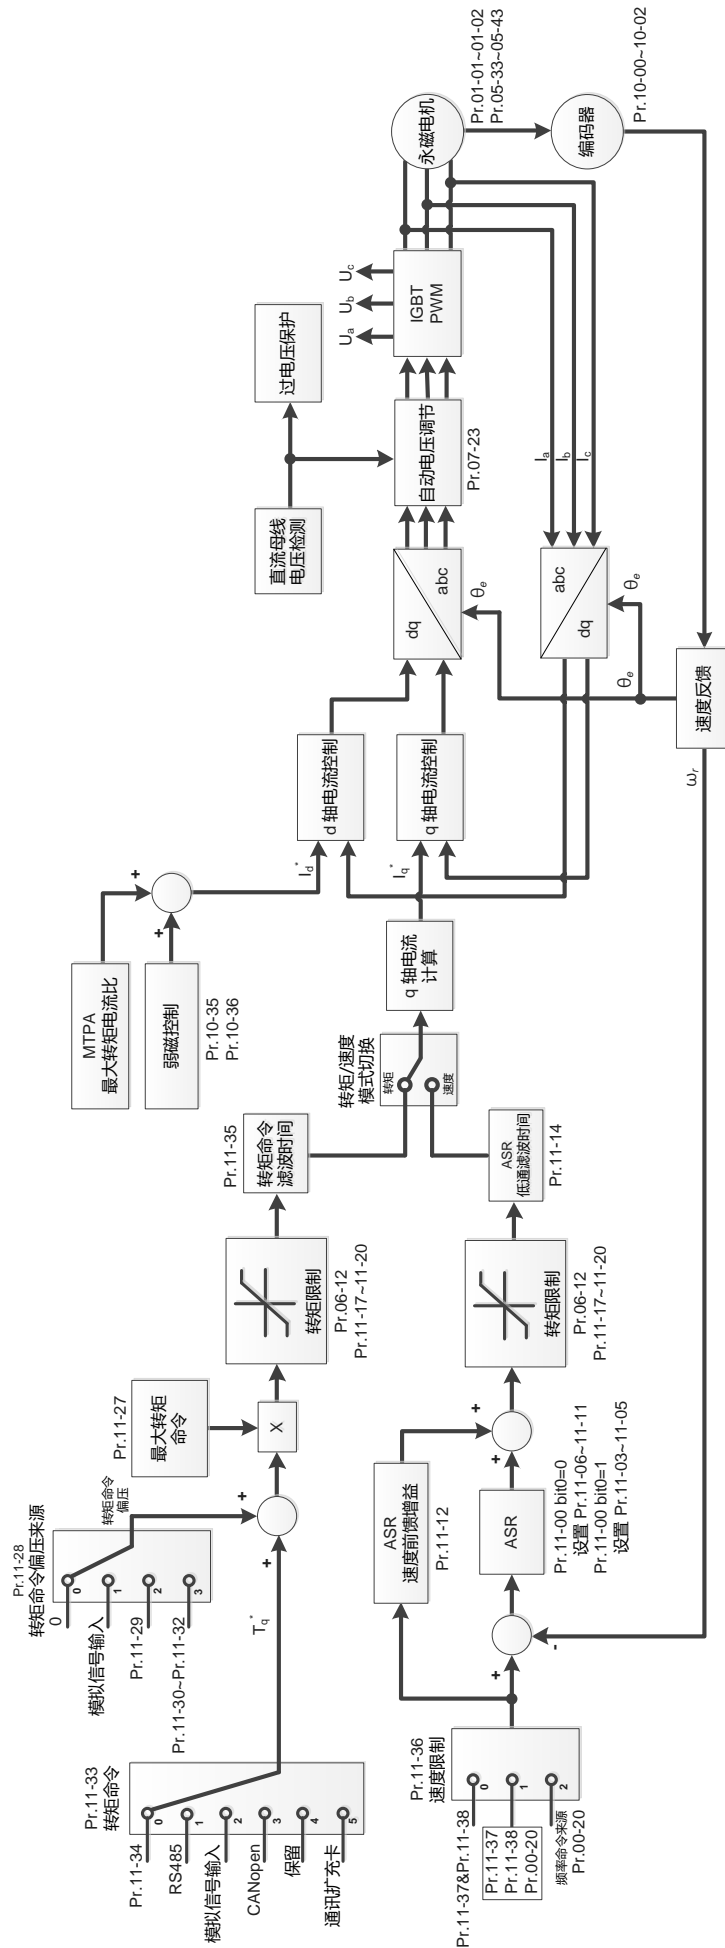 Pr.11-33
转矩命令
Pr.11-34
RS485
模拟信号输入
CANopen
保留
通讯扩充卡
0
1
2
3
4
5
Tq*
+
Pr.11-28
转矩命令偏压来源
0
模拟信号输入
Pr.11-29
Pr.11-30~Pr.11-32
0
1
2
3
转矩命令
偏压
+
Pr.11-27
最大转矩
命令
X
转矩限制
Pr.06-12
Pr.11-17~11-20
Pr.11-35
转矩命令
滤波时间
Pr.11-36
速度限制
Pr.11-37&Pr.11-38
Pr.11-37
Pr.11-38
Pr.00-20
频率命令来源
Pr.00-20
0
1
2
+
-
ASR
速度前馈增益
Pr.11-12
ASR
Pr.11-00 bit0=0
设置 Pr.11-06~11-11
Pr.11-00 bit0=1
设置 Pr.11-03~11-05
+
+
转矩限制
Pr.06-12
Pr.11-17~11-20
ASR
低通滤波时间
Pr.11-14
转矩/速度
模式切换
转矩
速度
q 轴电流
计算
MTPA
最大转矩电流比
弱磁控制
Pr.10-35
Pr.10-36
+
+
Id*
Iq*
d 轴电流控制
q 轴电流控制
dq
abc
θe
直流母线
电压检测
过电压保护
自动电压调节
Pr.07-23
IGBT
PWM
Ua
Ub
Uc
永磁电机
Pr.01-01~01-02
Pr.05-33~05-43
编码器
Pr.10-00~10-02
Ia
Ib
Ic
abc
dq
θe
θe
速度反馈
ωr